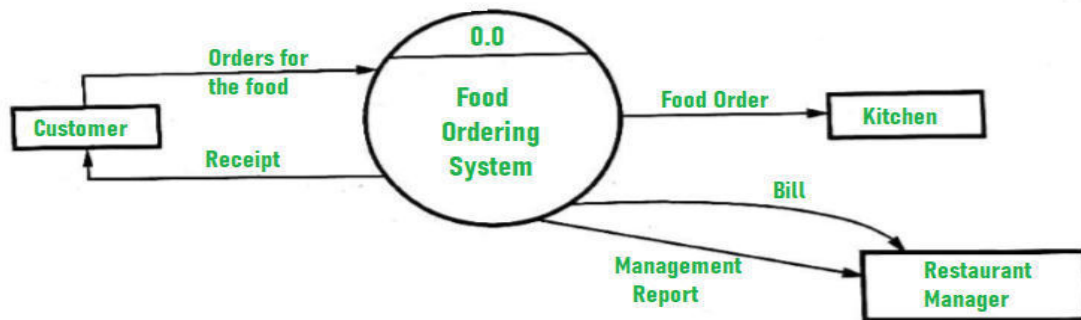 0.0
Orders for
the food
Food
Ordering
System
Customer
Receipt
Food Order
Kitchen
Bill
Management
Report
Restaurant
Manager